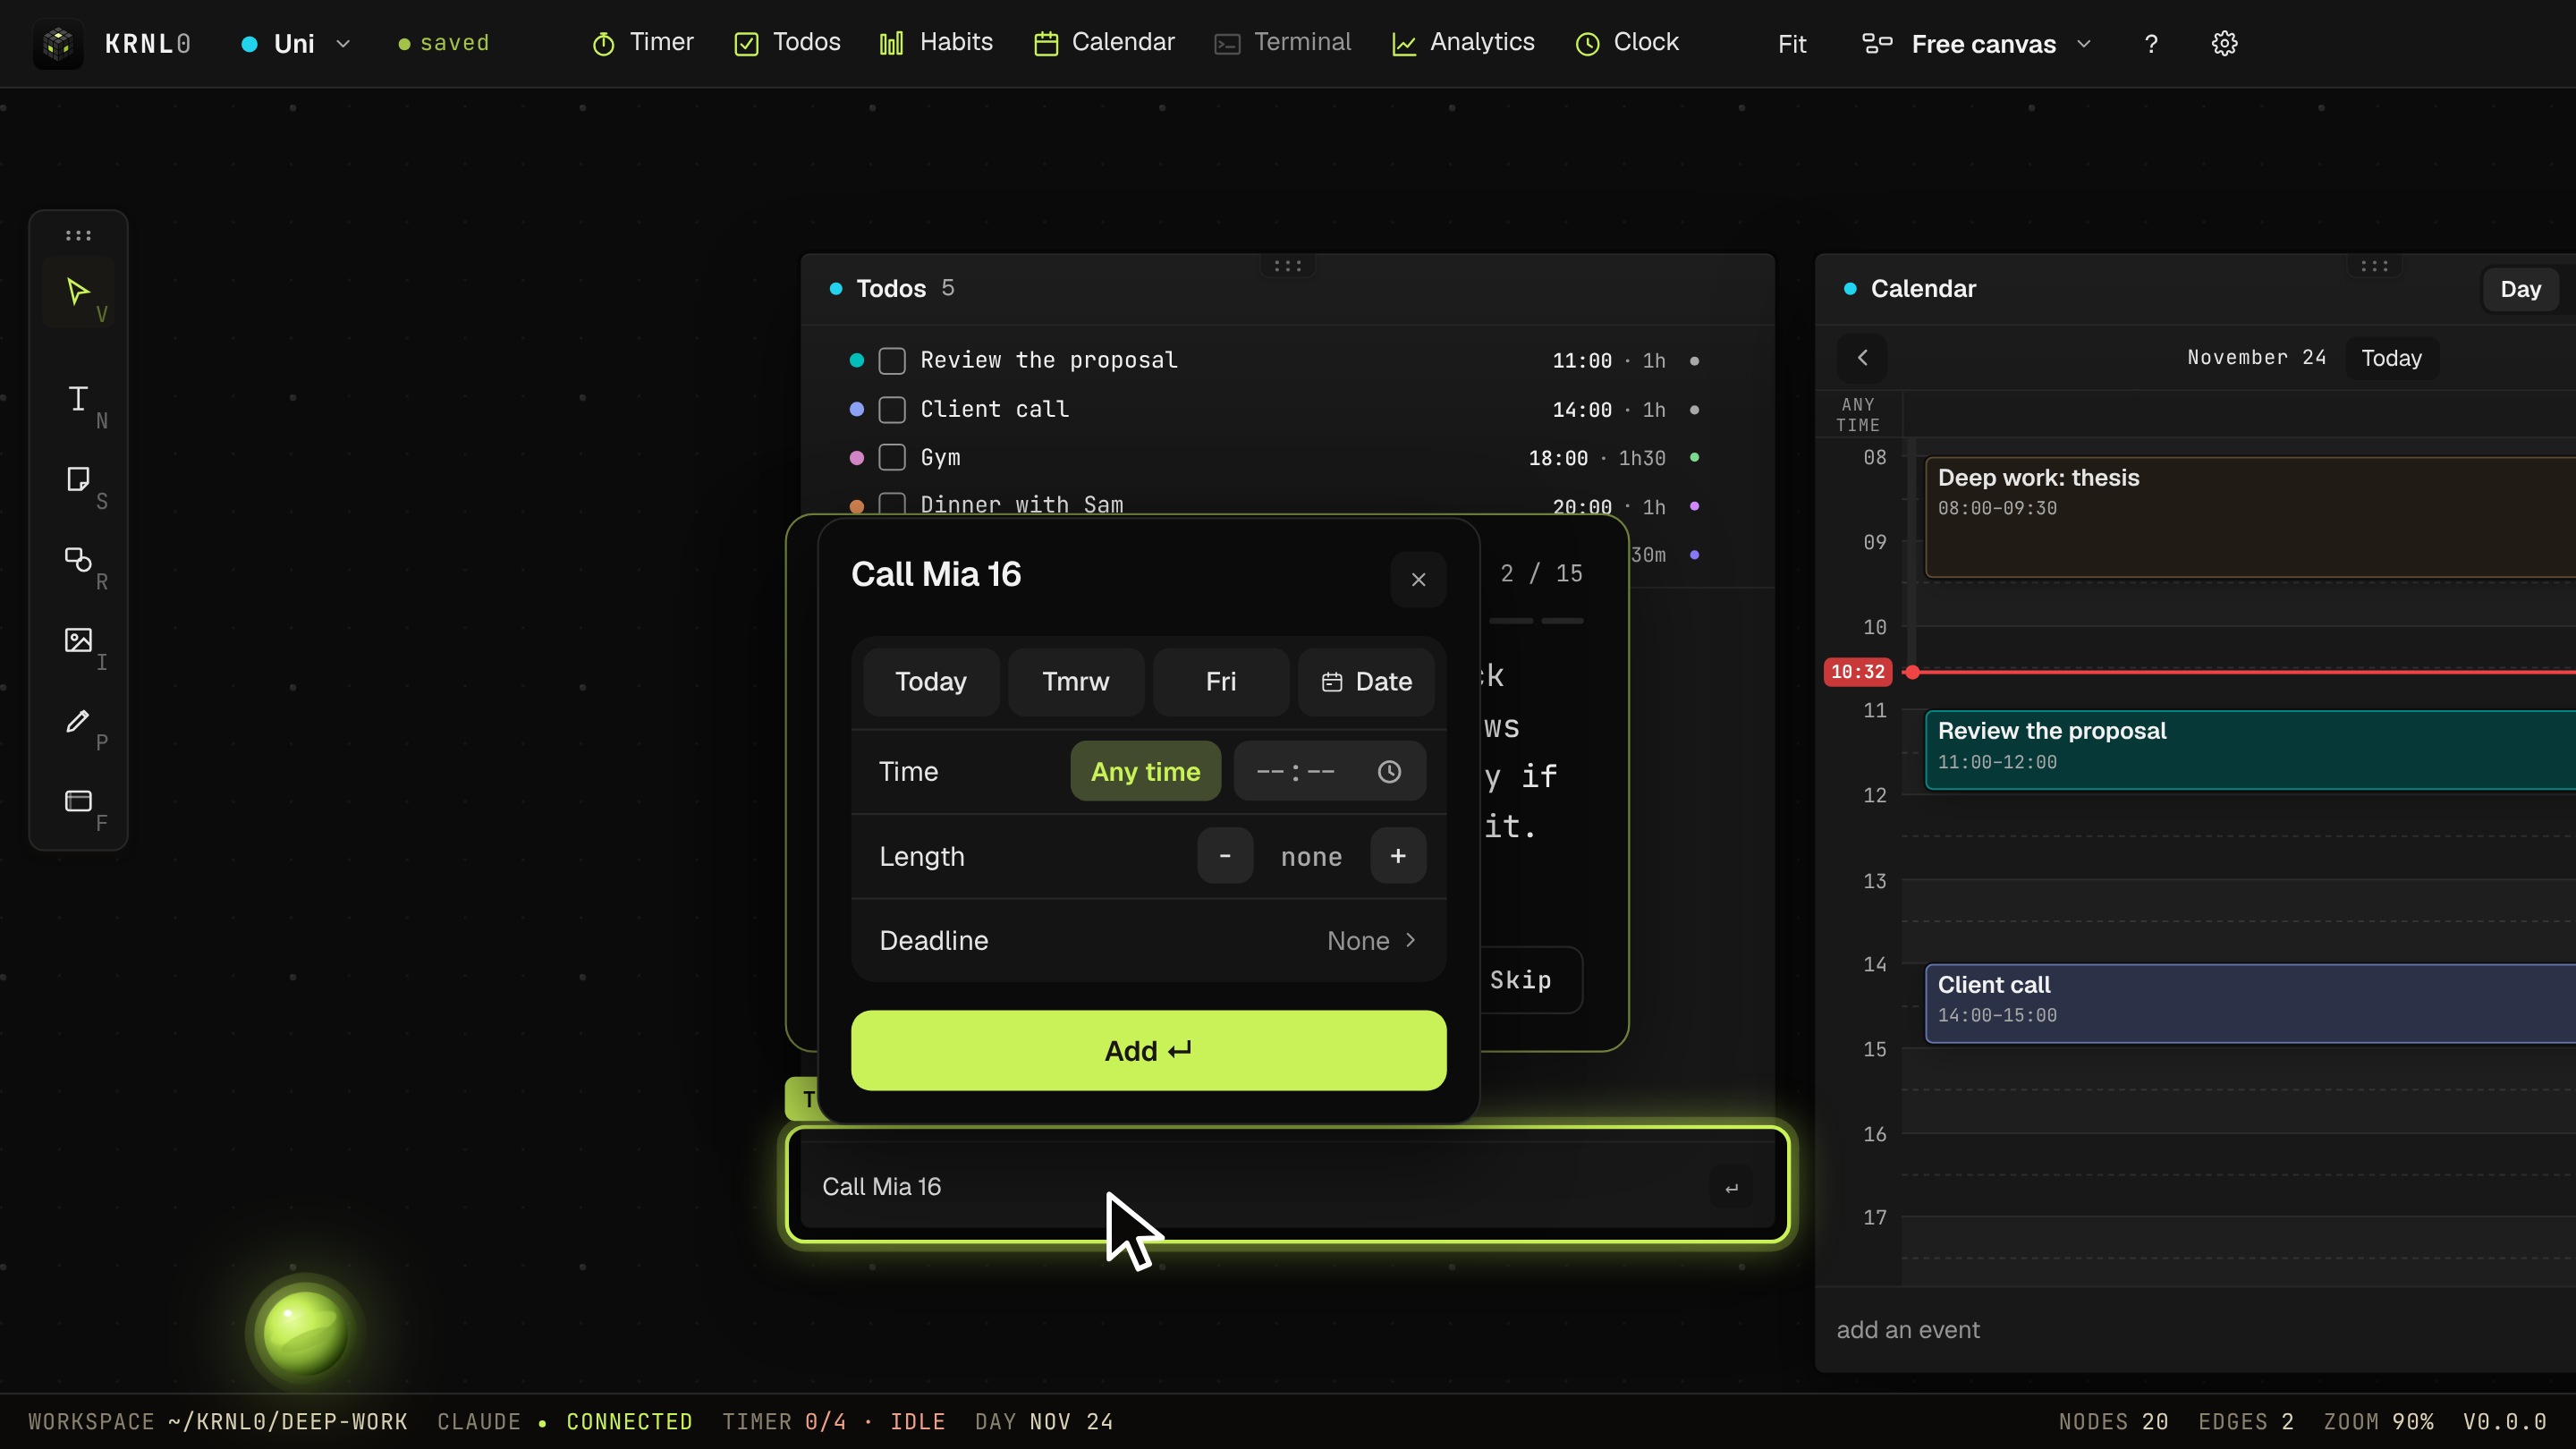 KRNL0
Uni
saved
Timer
Todos
Habits
Calendar
Terminal
Analytics
Clock
Fit
Free canvas
?
V
N
S
R
I
P
F
Todos 5
Review the proposal 11:00 · 1h
Client call 14:00 · 1h
Gym 18:00 · 1h30
Dinner with Sam 20:00 · 1h
30m
2 / 15
ws
y if
it.
Skip
Call Mia 16
Today
Tmrw
Fri
Date
Time
Any time
--:--
Length
-
none
+
Deadline
None
Add
T
Call Mia 16
Calendar
Day
November 24
Today
ANY
TIME
08
Deep work: thesis
08:00–09:30
09
10
10:32
11
Review the proposal
11:00–12:00
12
13
14
Client call
14:00–15:00
15
16
17
add an event
WORKSPACE ~/KRNL0/DEEP-WORK CLAUDE • CONNECTED TIMER 0/4 · IDLE DAY NOV 24
NODES 20 EDGES 2 ZOOM 90% V0.0.0